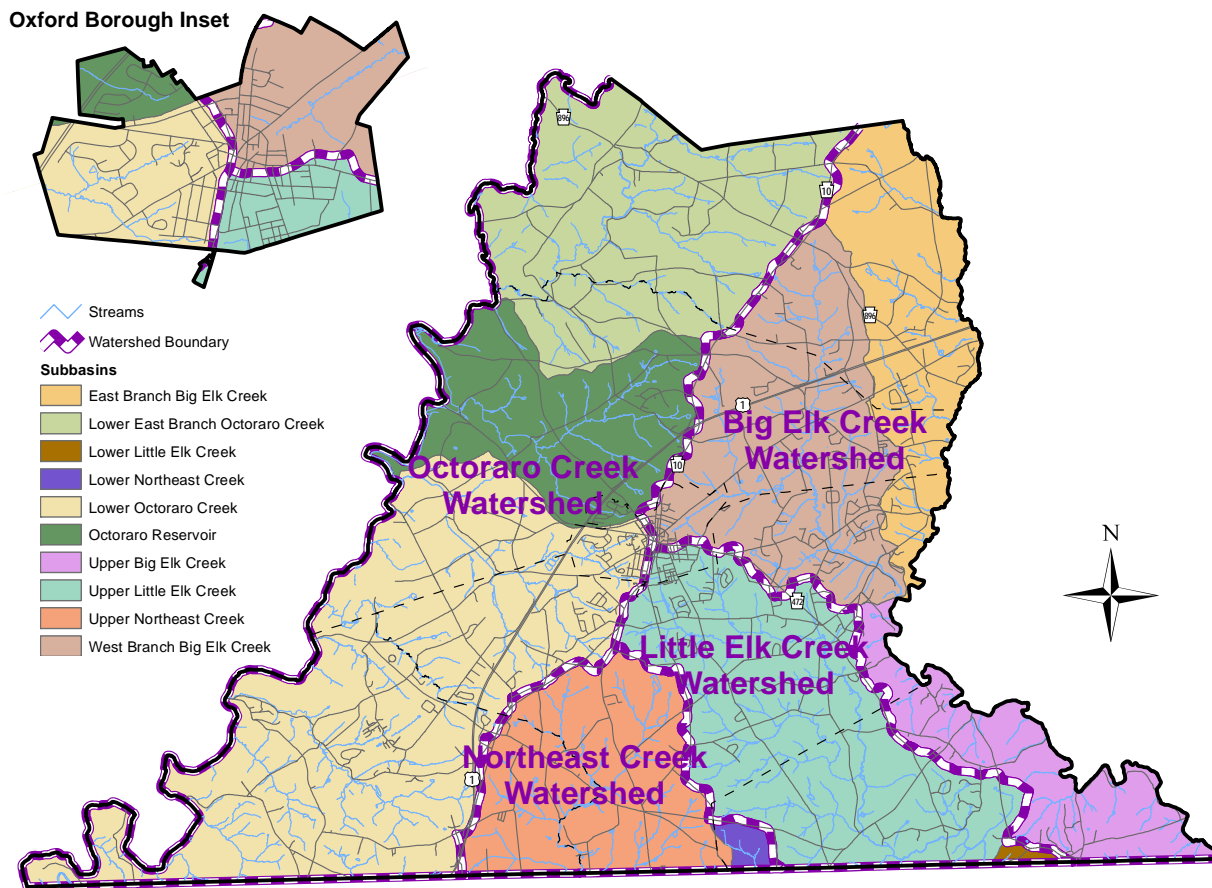 Oxford Borough Inset
896
10
Streams
Watershed Boundary
Subbasins
East Branch Big Elk Creek
Lower East Branch Octoraro Creek
Lower Little Elk Creek
Lower Northeast Creek
Lower Octoraro Creek
Octoraro Reservoir
Upper Big Elk Creek
Upper Little Elk Creek
Upper Northeast Creek
West Branch Big Elk Creek
896
1
Big Elk Creek
Watershed
10
Octoraro Creek
Watershed
N
472
Little Elk Creek
Watershed
Northeast Creek
Watershed
1